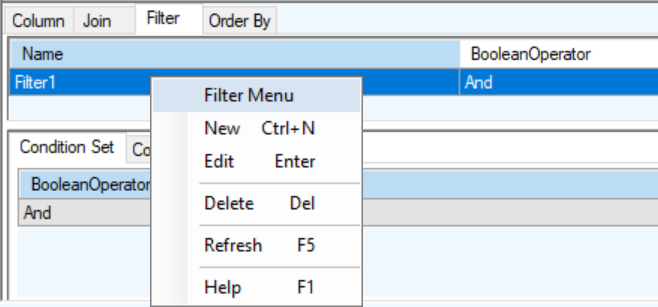 Column Join Filter Order By
Name BooleanOperator
Filter1 And
Filter Menu
New Ctrl+N
Edit Enter
Delete Del
Refresh F5
Help F1
Condition Set Co
BooleanOperator
And